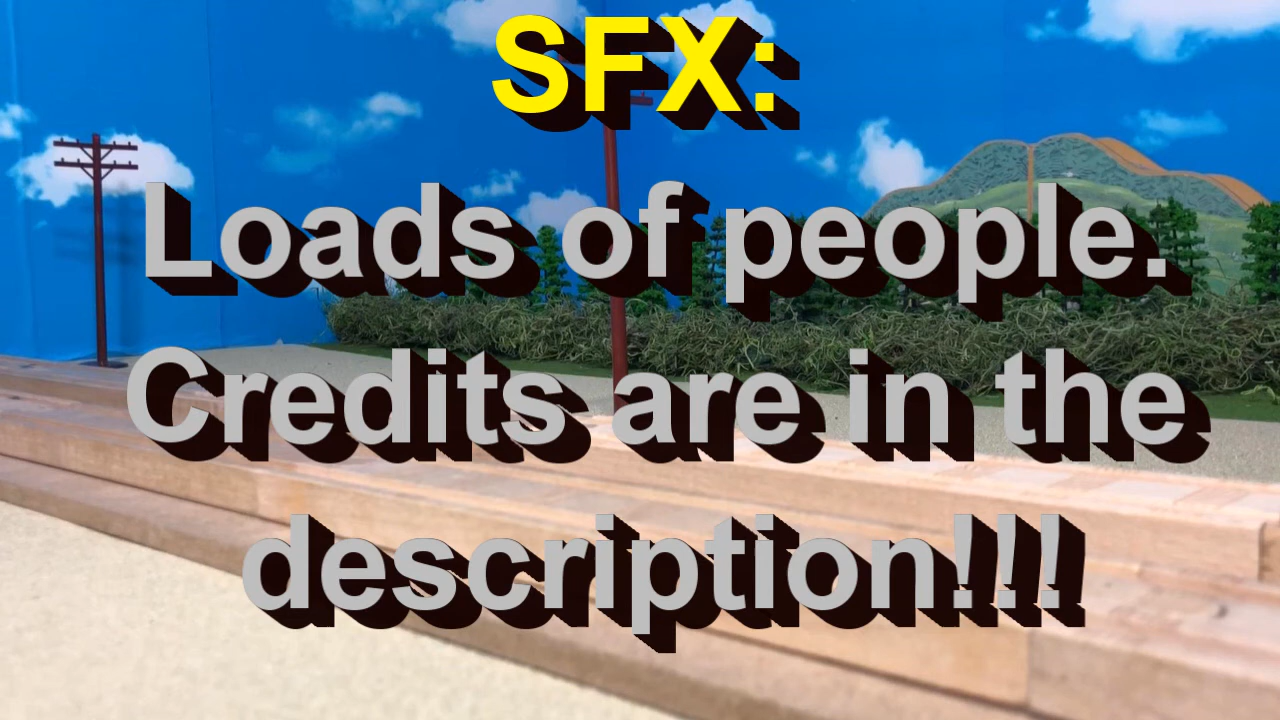 SFX:
Loads of people.
Credits are in the
description!!!